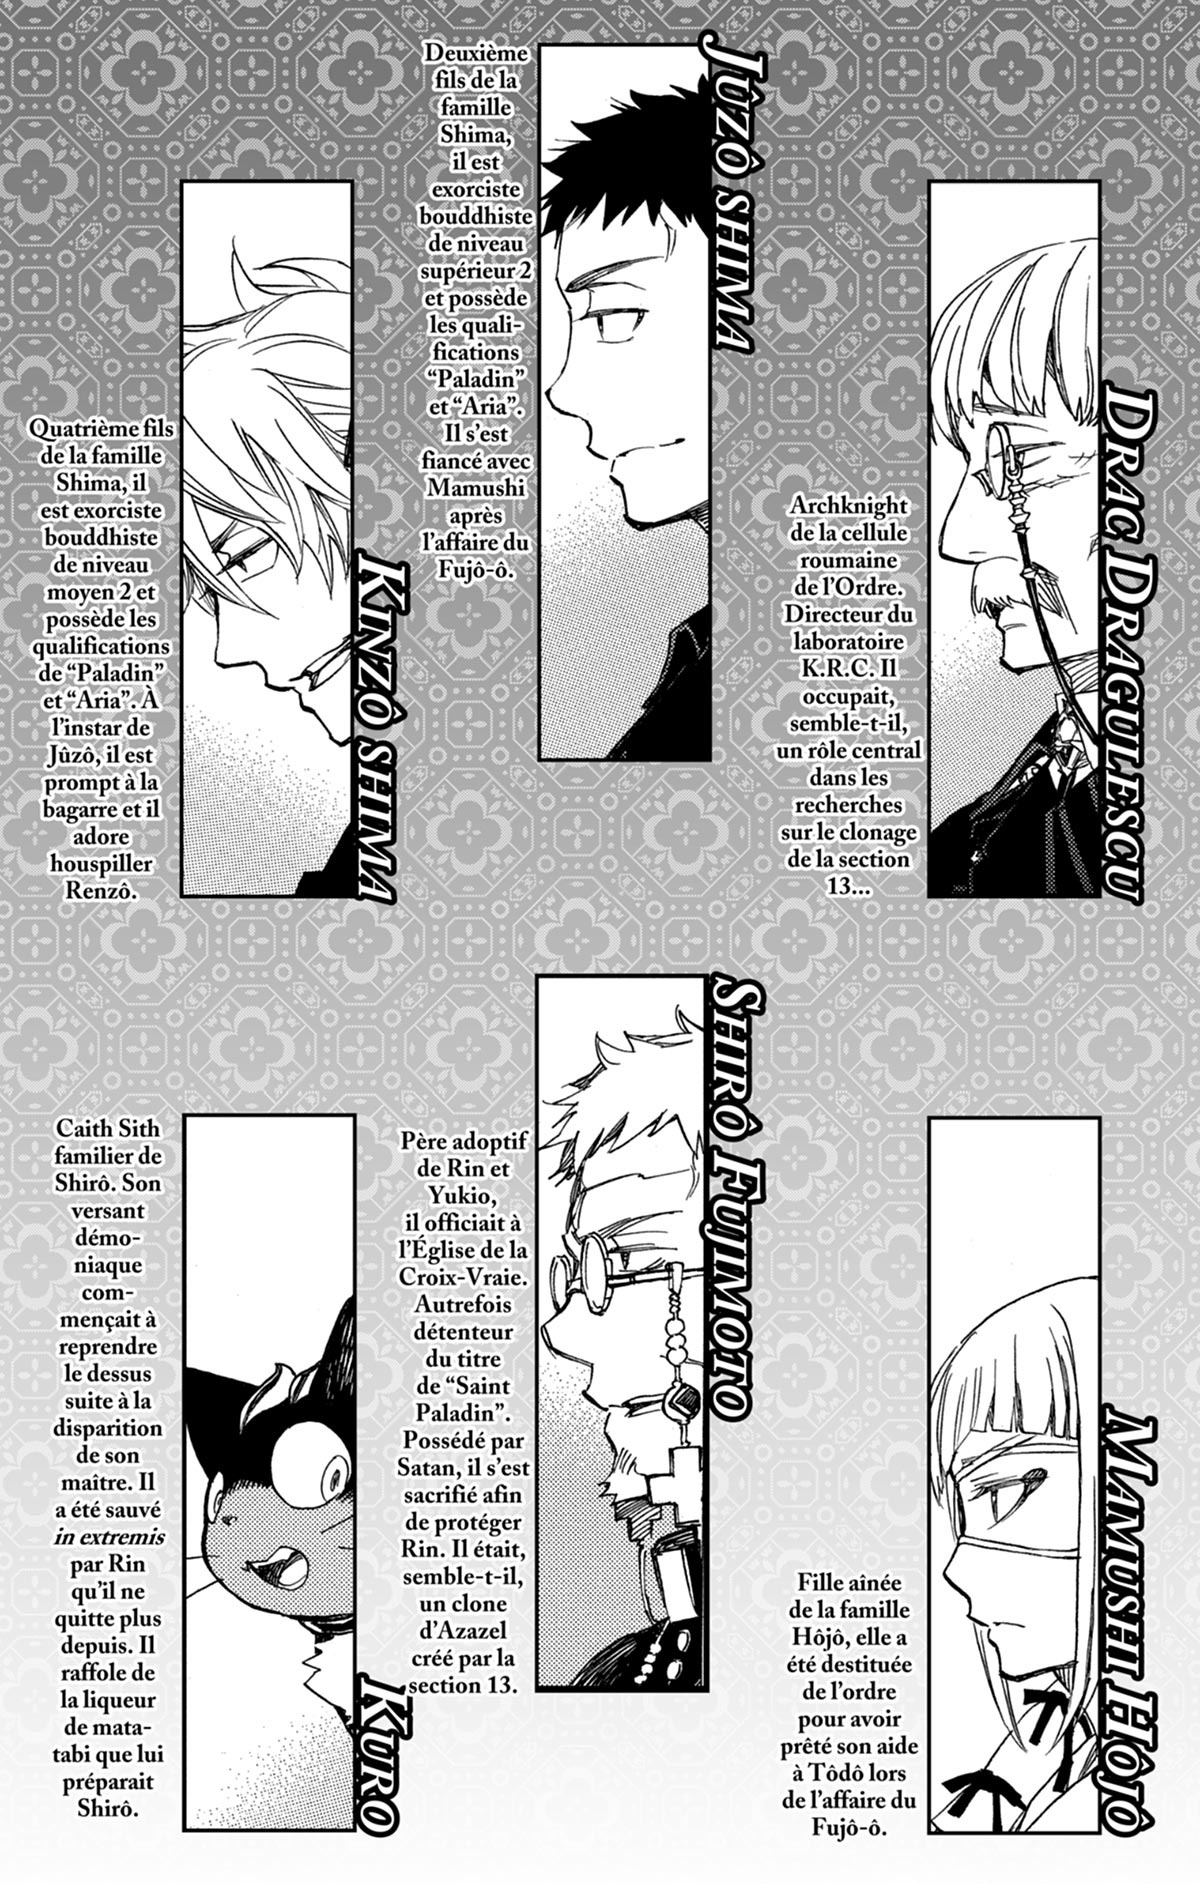 Jûzô Shima
Deuxième
fils de la
famille
Shima,
il est
exorciste
bouddhiste
de niveau
supérieur 2
et possède
les quali-
fications
“Paladin”
et “Aria”.
Il s’est
fiancé avec
Mamushi
après
l’affaire du
Fujô-ô.
Kinzô Shima
Quatrième fils
de la famille
Shima, il
est exorciste
bouddhiste
de niveau
moyen 2 et
possède les
qualifications
de “Paladin”
et “Aria”. À
l’instar de
Jûzô, il est
prompt à la
bagarre et il
adore
houspiller
Renzô.
Drac Dragulescu
Archknight
de la cellule
roumaine
de l’Ordre.
Directeur du
laboratoire
K.R.C. Il
occupait,
semble-t-il,
un rôle central
dans les
recherches
sur le clonage
de la section
13...
Shirô Fujimoto
Père adoptif
de Rin et
Yukio,
il officiait à
l’Église de la
Croix-Vraie.
Autrefois
détenteur
du titre
de “Saint
Paladin”.
Possédé par
Satan, il s’est
sacrifié afin
de protéger
Rin. Il était,
semble-t-il,
un clone
d’Azazel
créé par la
section 13.
Kuro
Caith Sith
familier de
Shirô. Son
versant
démo-
niaque
com-
mençait à
reprendre
le dessus
suite à la
disparition
de son
maître. Il
a été sauvé
in extremis
par Rin
qu’il ne
quitte plus
depuis. Il
raffole de
la liqueur
de mata-
tabi que lui
préparait
Shirô.
Mamushi Hôjô
Fille aînée
de la famille
Hôjô, elle a
été destituée
de l’ordre
pour avoir
prêté son aide
à Tôdô lors
de l’affaire du
Fujô-ô.